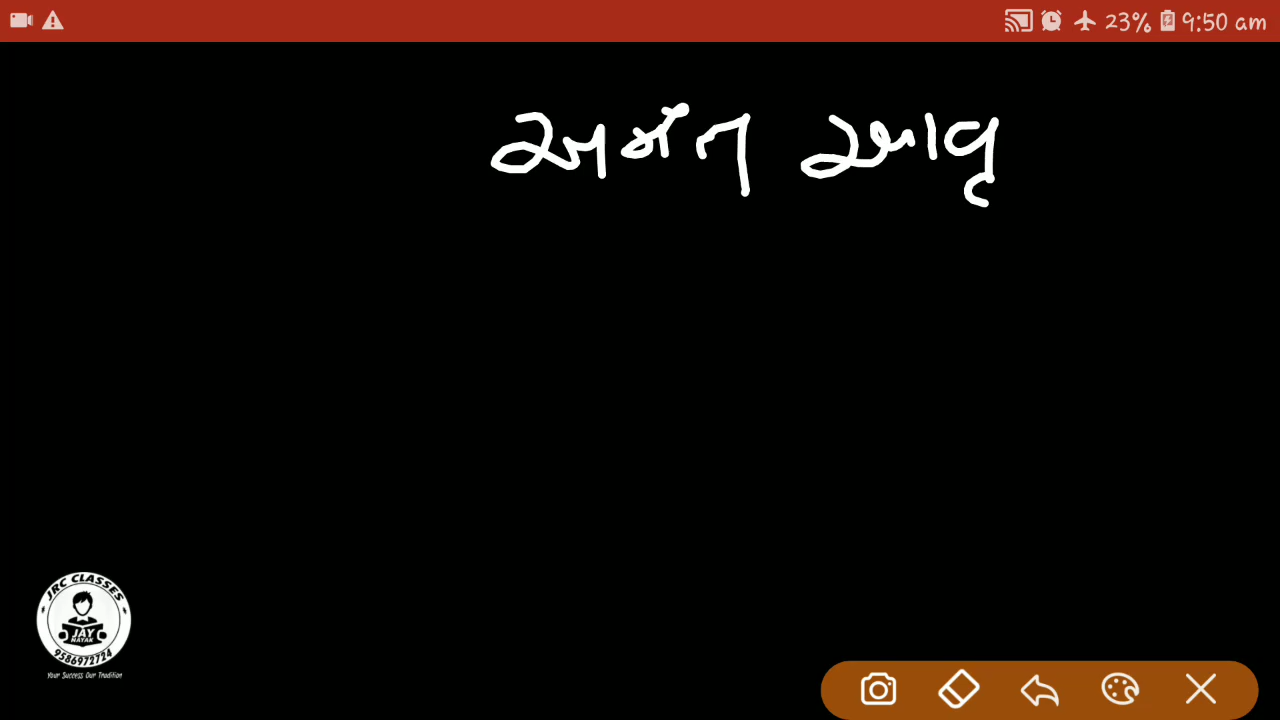 23% 9:50 am
અનંત આવૃ
JRC CLASSES
JAY
NAYAK
9586972724
Your Success Our Tradition